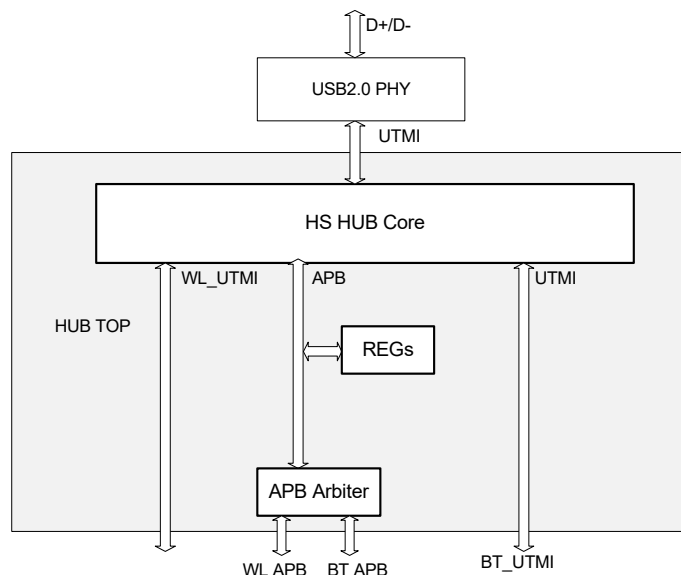 D+/D-
USB2.0 PHY
UTMI
HS HUB Core
WL_UTMI
APB
UTMI
HUB TOP
REGs
APB Arbiter
WL APB
BT APB
BT_UTMI